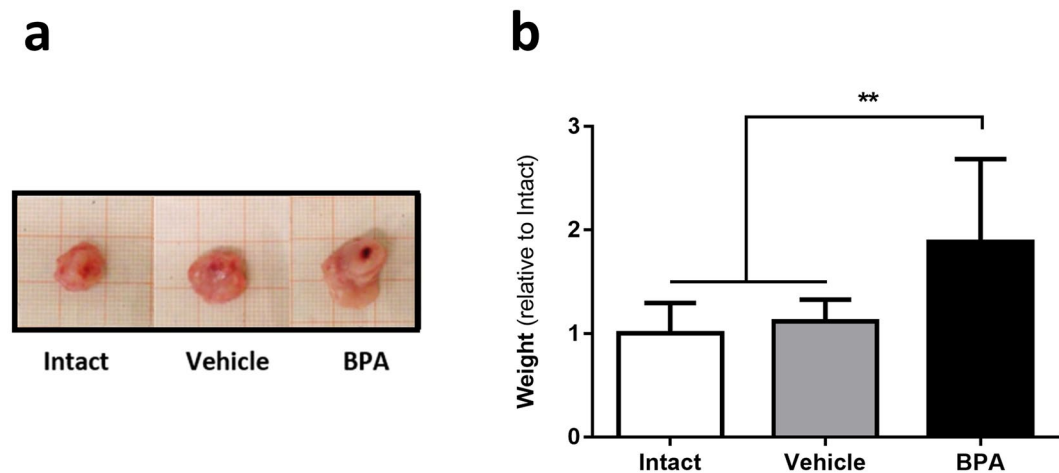 a
Intact Vehicle BPA
b
**
Weight (relative to Intact)
3
2
1
0
Intact Vehicle BPA